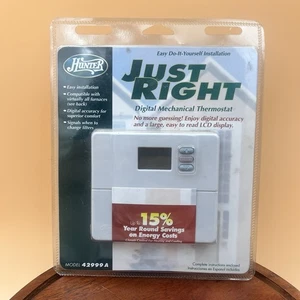 Easy Do-It-Yourself Installation
HUNTER
JUST
RIGHT
Digital Mechanical Thermostat
No more guessing! Enjoy digital accuracy
and a large, easy to read LCD display.
• Easy Installation
• Compatible with
virtually all furnaces
(see back)
• Digital accuracy for
superior comfort
• Signals when to
change filters
15%
Year Round Savings
on Energy Costs
MODEL 42999A